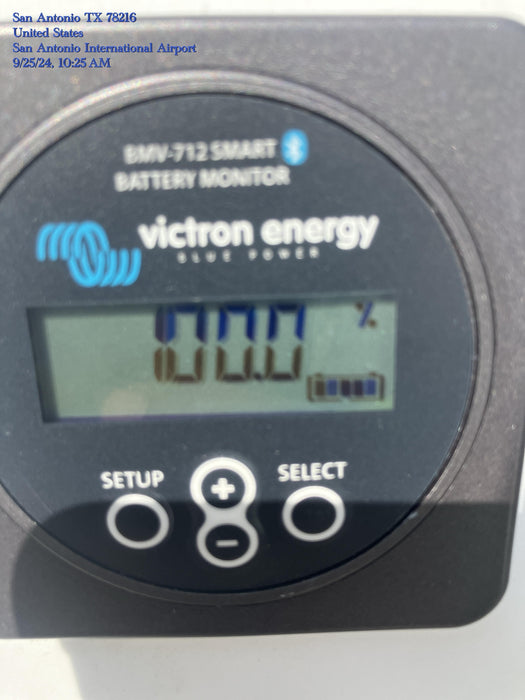 San Antonio TX 78216
United States
San Antonio International Airport
9/25/24, 10:25 AM
BMV-712 SMART
BATTERY MONITOR
victron energy
BLUE POWER
100.0 %
SETUP
+
SELECT
-